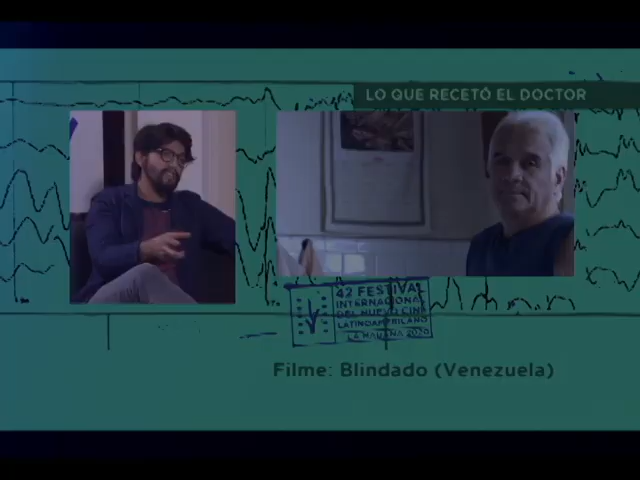 LO QUE RECETÓ EL DOCTOR
42 FESTIVAL
INTERNACIONAL
DEL NUEVO CINE
LATINOAMERICANO
LA HABANA 2020
Filme: Blindado (Venezuela)